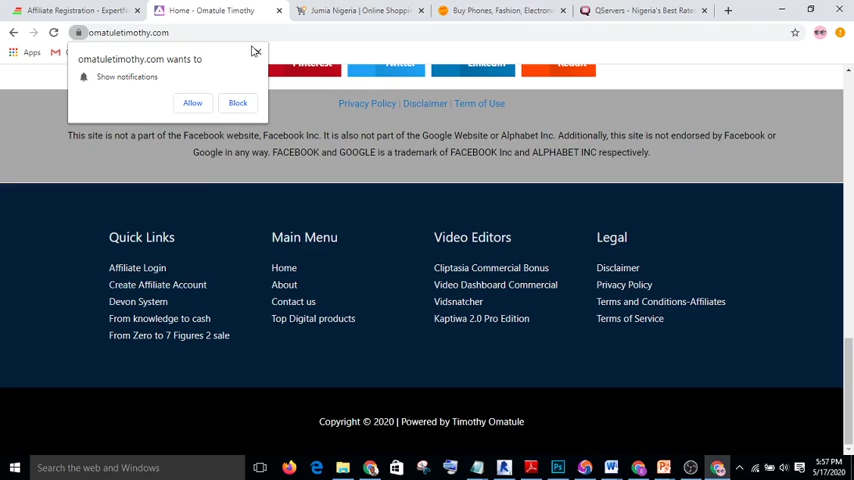 Affiliate Registration - ExpertN
Home - Omatule Timothy
Jumia Nigeria | Online Shoppin
Buy Phones, Fashion, Electron
QServers - Nigeria's Best Rated
omatuletimothy.com
Apps
omatuletimothy.com wants to
Show notifications
Allow
Block
Pinterest
Twitter
LinkedIn
Reddit
Privacy Policy | Disclaimer | Term of Use
This site is not a part of the Facebook website, Facebook Inc. It is also not part of the Google Website or Alphabet Inc. Additionally, this site is not endorsed by Facebook or
Google in any way. FACEBOOK and GOOGLE is a trademark of FACEBOOK Inc and ALPHABET INC respectively.
Quick Links
Affiliate Login
Create Affiliate Account
Devon System
From knowledge to cash
From Zero to 7 Figures 2 sale
Main Menu
Home
About
Contact us
Top Digital products
Video Editors
Cliptasia Commercial Bonus
Video Dashboard Commercial
Vidsnatcher
Kaptiwa 2.0 Pro Edition
Legal
Disclaimer
Privacy Policy
Terms and Conditions-Affiliates
Terms of Service
Copyright © 2020 | Powered by Timothy Omatule
Search the web and Windows
5:57 PM
5/17/2020